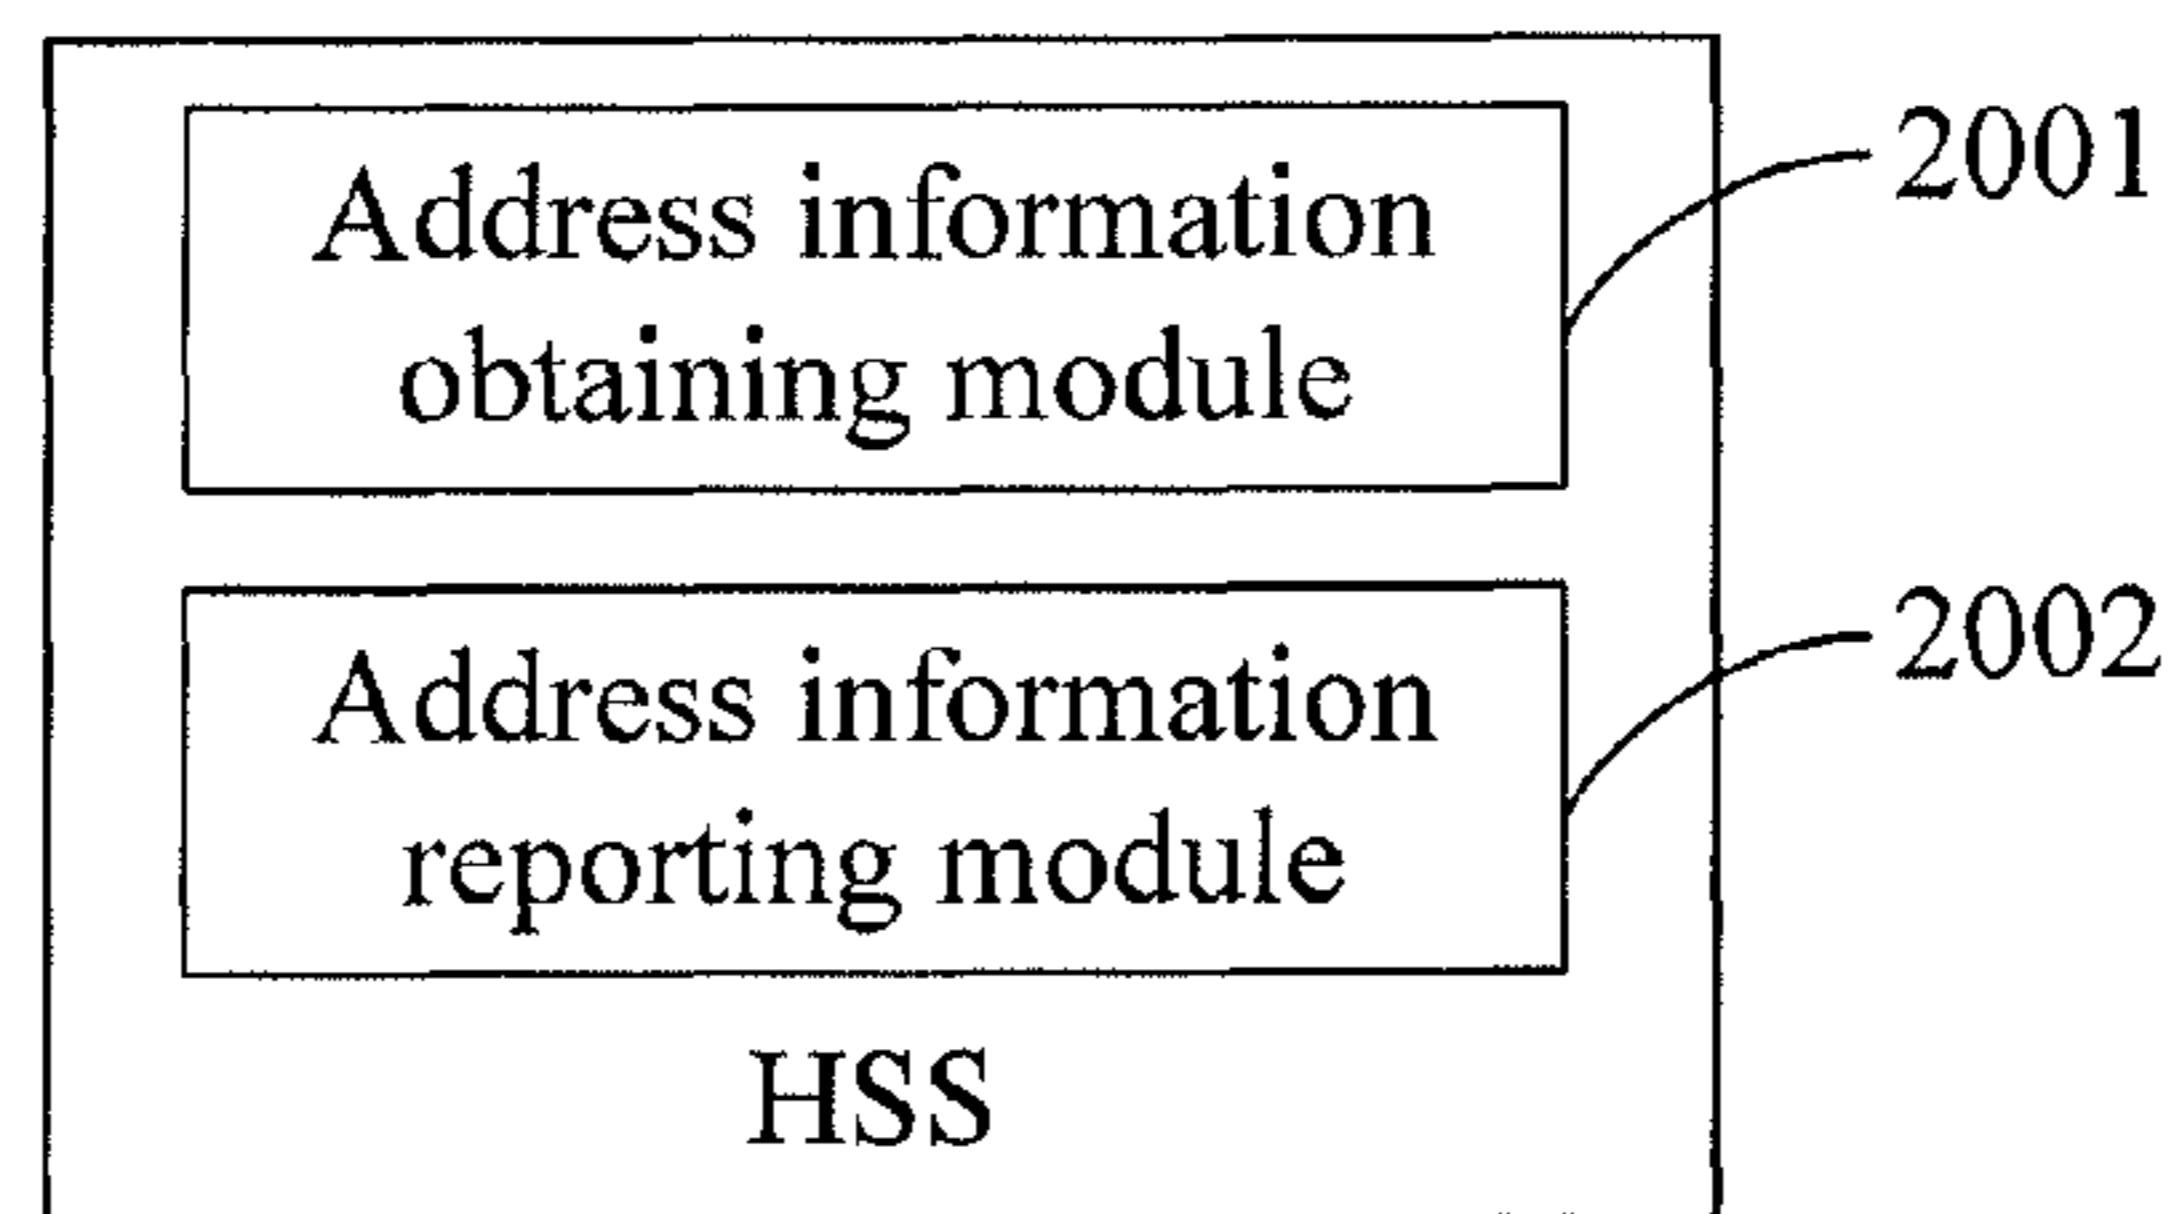 Address information
obtaining module
2001
Address information
reporting module
2002
HSS